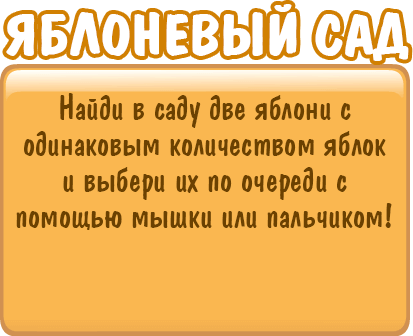 ЯБЛОНЕВЫЙ САД
Найди в саду две яблони с
одинаковым количеством яблок
и выбери их по очереди с
помощью мышки или пальчиком!